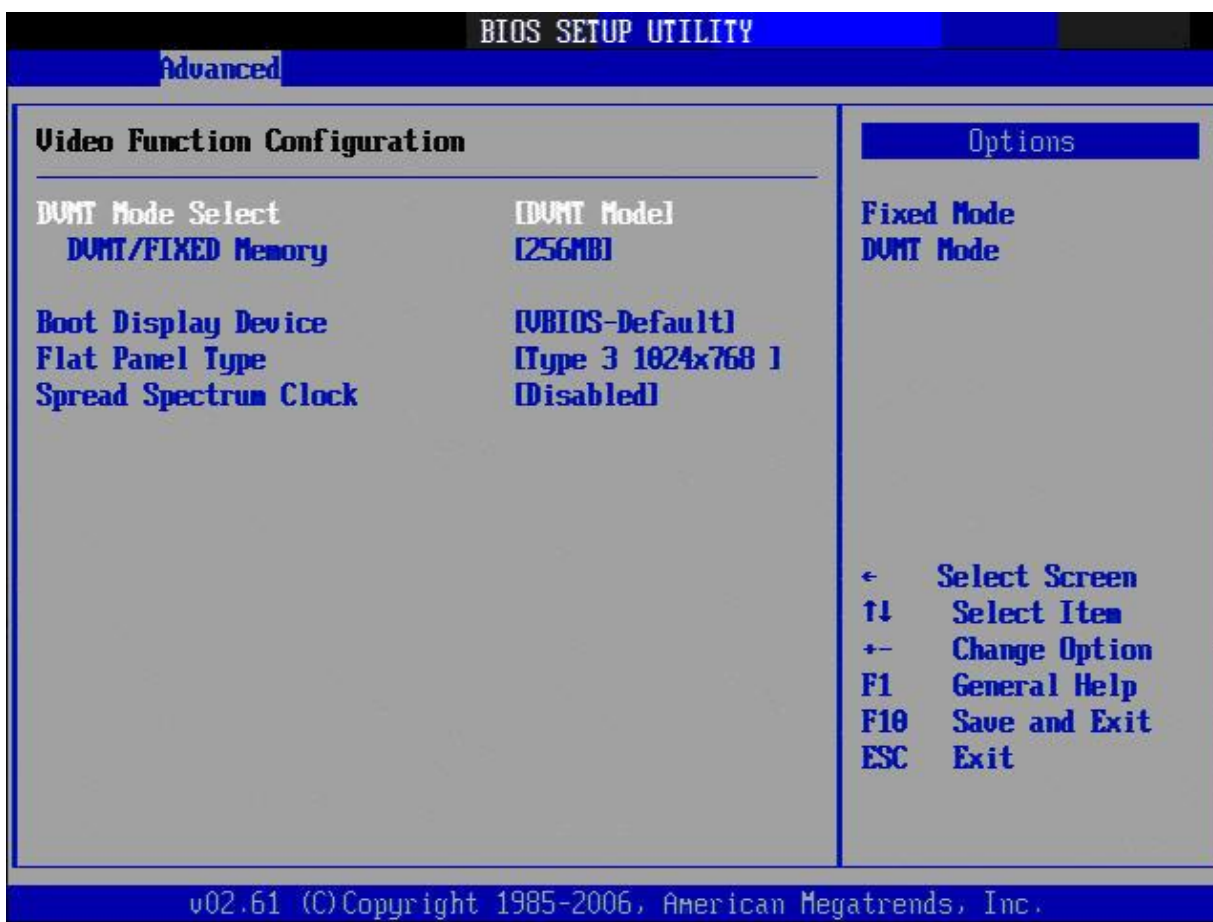 BIOS SETUP UTILITY
Advanced
Video Function Configuration
DVMT Mode Select [DVMT Mode]
DVMT/FIXED Memory [256MB]
Boot Display Device [VBIOS-Default]
Flat Panel Type [Type 3 1024x768 ]
Spread Spectrum Clock [Disabled]
Options
Fixed Mode
DVMT Mode
← Select Screen
↑↓ Select Item
+- Change Option
F1 General Help
F10 Save and Exit
ESC Exit
v02.61 (C)Copyright 1985-2006, American Megatrends, Inc.